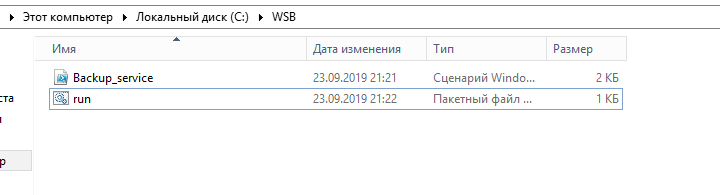 Этот компьютер Локальный диск (C:) WSB
Имя Дата изменения Тип Размер
Backup_service 23.09.2019 21:21 Сценарий Windo... 2 КБ
run 23.09.2019 21:22 Пакетный файл ... 1 КБ
ста
р